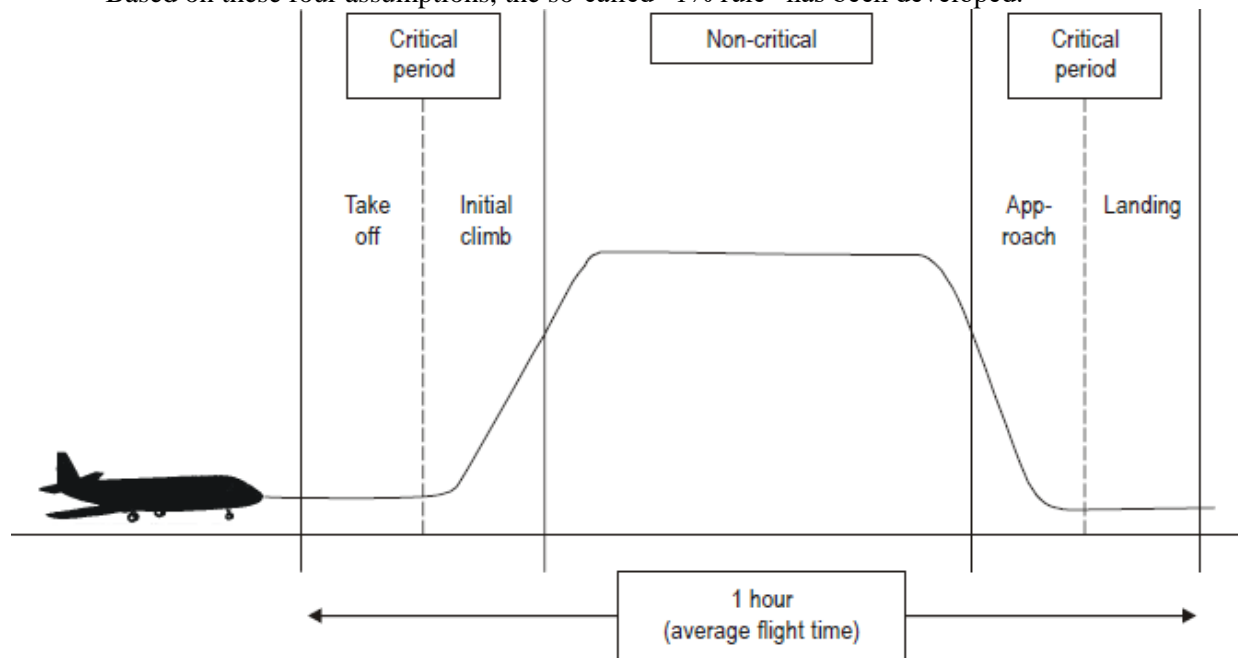 Based on these four assumptions, the so-called "1% rule" has been developed.
Critical
period
Non-critical
Critical
period
Take
off
Initial
climb
App-
roach
Landing
1 hour
(average flight time)